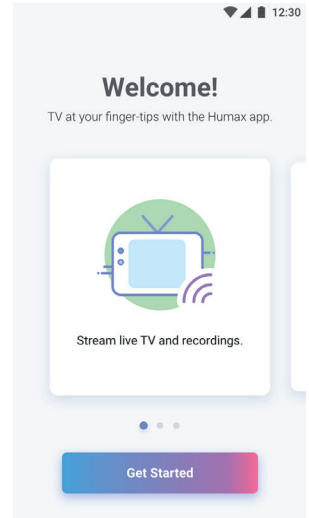 12:30
Welcome!
TV at your finger-tips with the Humax app.
Stream live TV and recordings.
Get Started